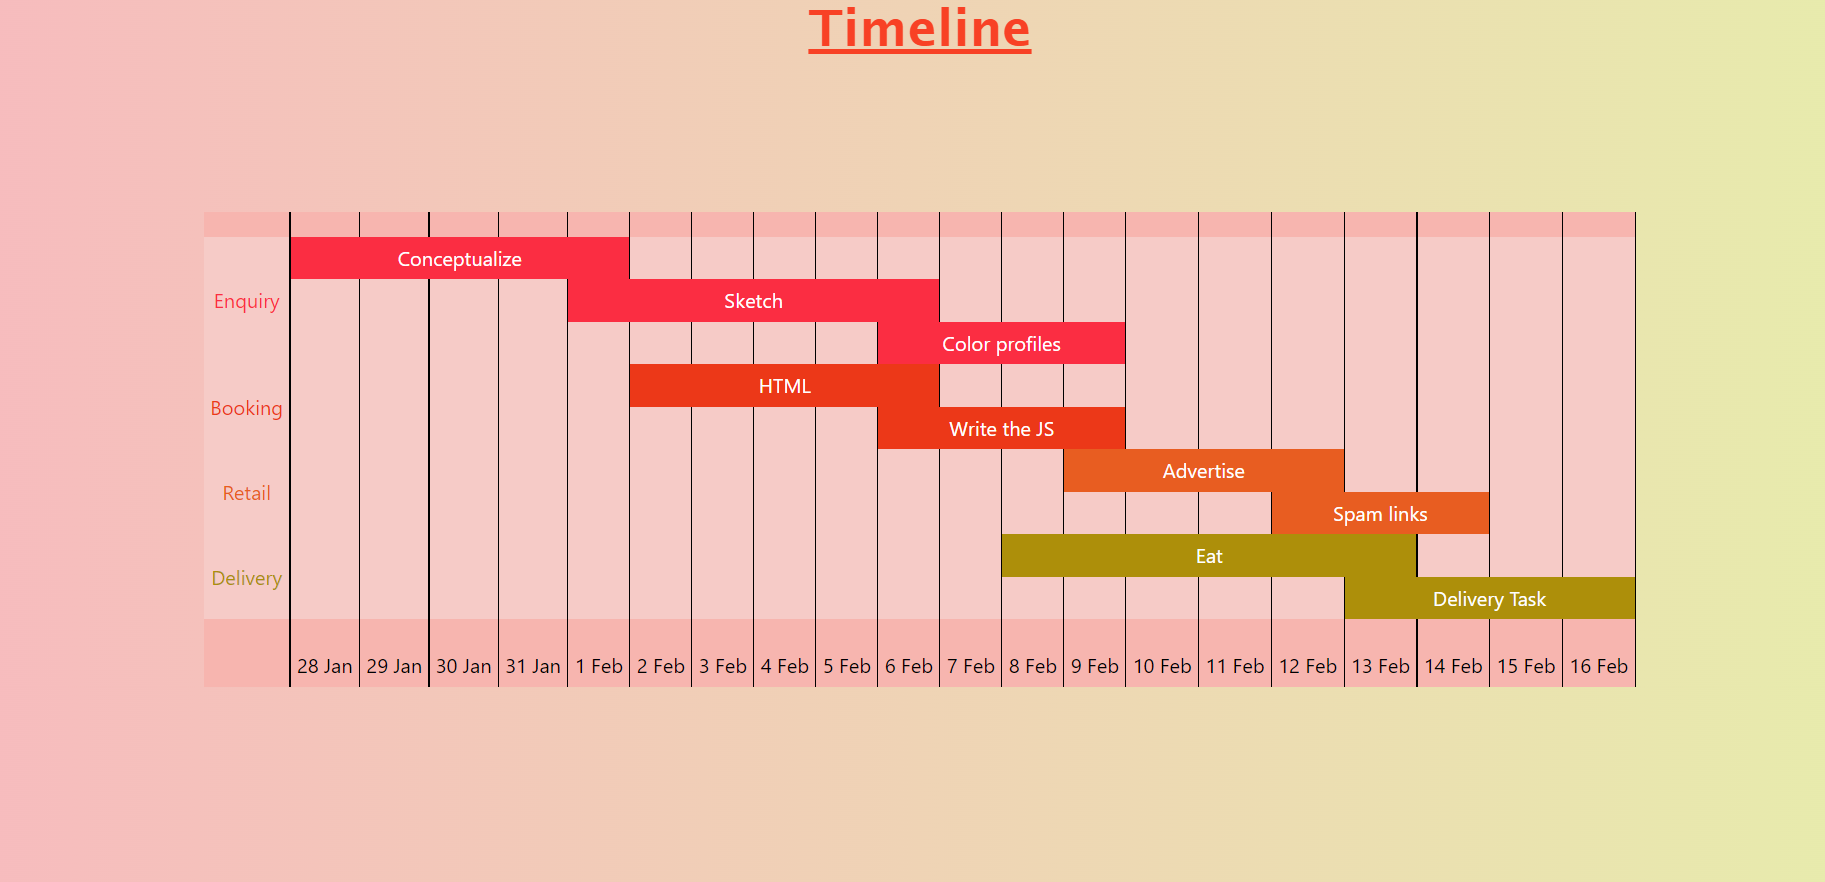 Timeline
Conceptualize
Enquiry
Sketch
Color profiles
HTML
Booking
Write the JS
Advertise
Retail
Spam links
Eat
Delivery
Delivery Task
28 Jan 29 Jan 30 Jan 31 Jan 1 Feb 2 Feb 3 Feb 4 Feb 5 Feb 6 Feb 7 Feb 8 Feb 9 Feb 10 Feb 11 Feb 12 Feb 13 Feb 14 Feb 15 Feb 16 Feb